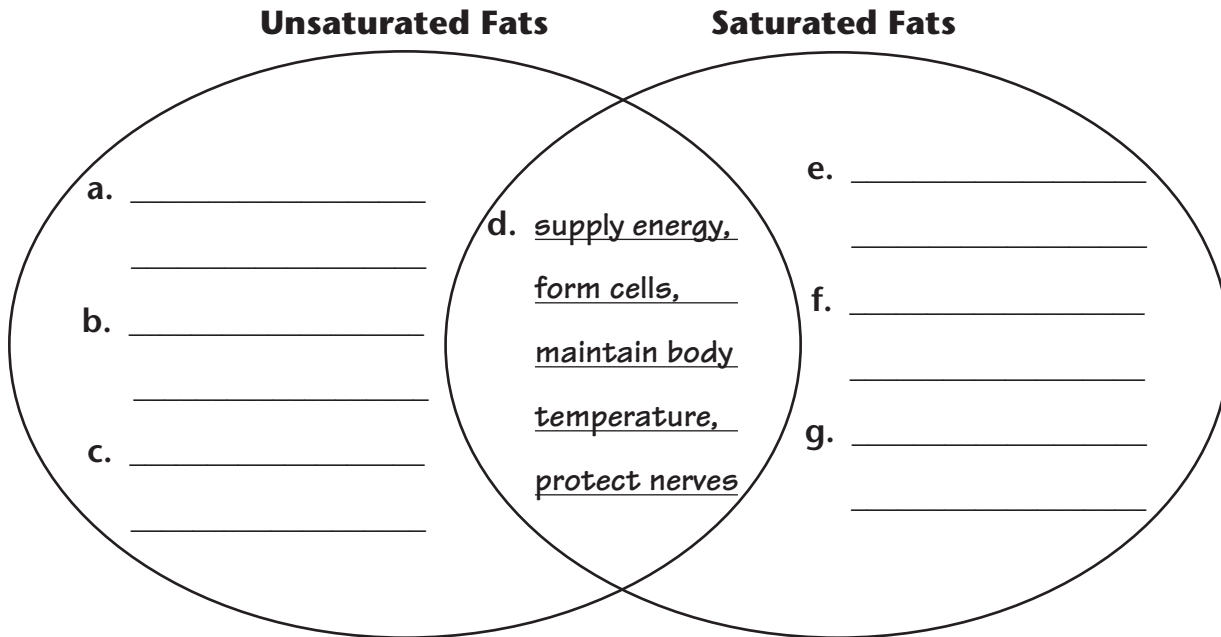 Unsaturated Fats
Saturated Fats
a.
b.
c.
d. supply energy,
form cells,
maintain body
temperature,
protect nerves
e.
f.
g.